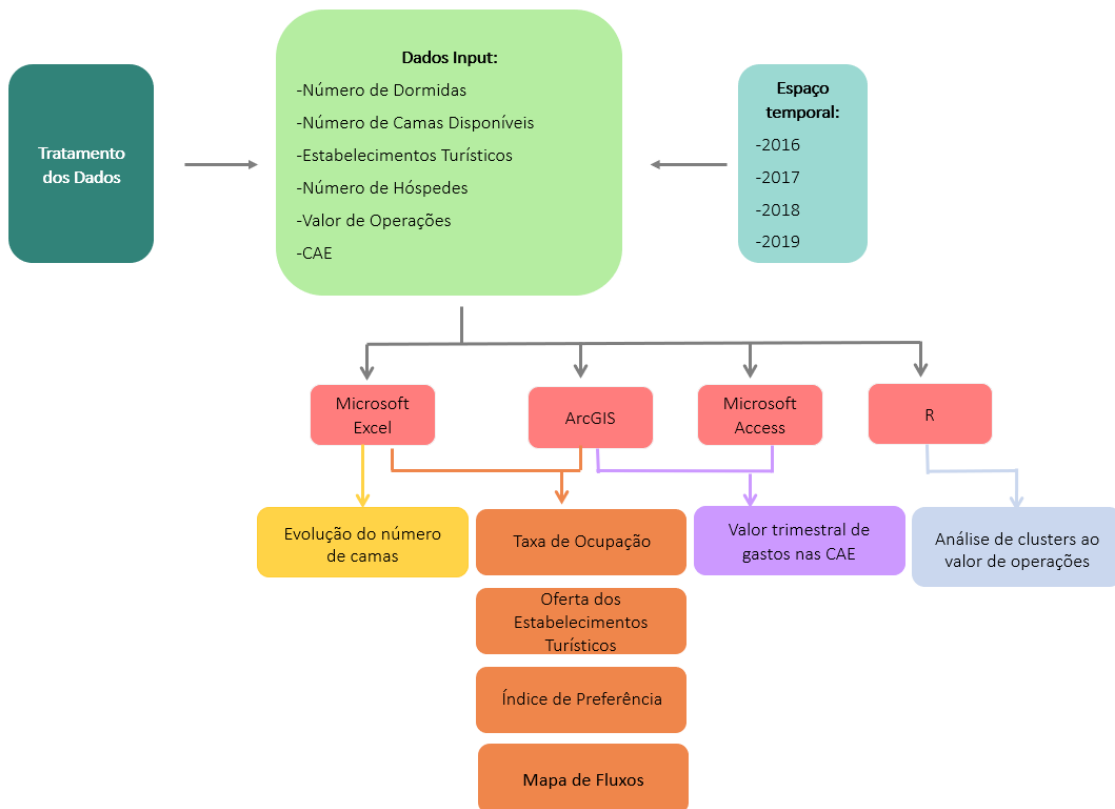 Tratamento
dos Dados
Dados Input:
-Número de Dormidas
-Número de Camas Disponíveis
-Estabelecimentos Turísticos
-Número de Hóspedes
-Valor de Operações
-CAE
Espaço
temporal:
-2016
-2017
-2018
-2019
Microsoft
Excel
ArcGIS
Microsoft
Access
R
Evolução do número
de camas
Taxa de Ocupação
Valor trimestral de
gastos nas CAE
Análise de clusters ao
valor de operações
Oferta dos
Estabelecimentos
Turísticos
Índice de Preferência
Mapa de Fluxos